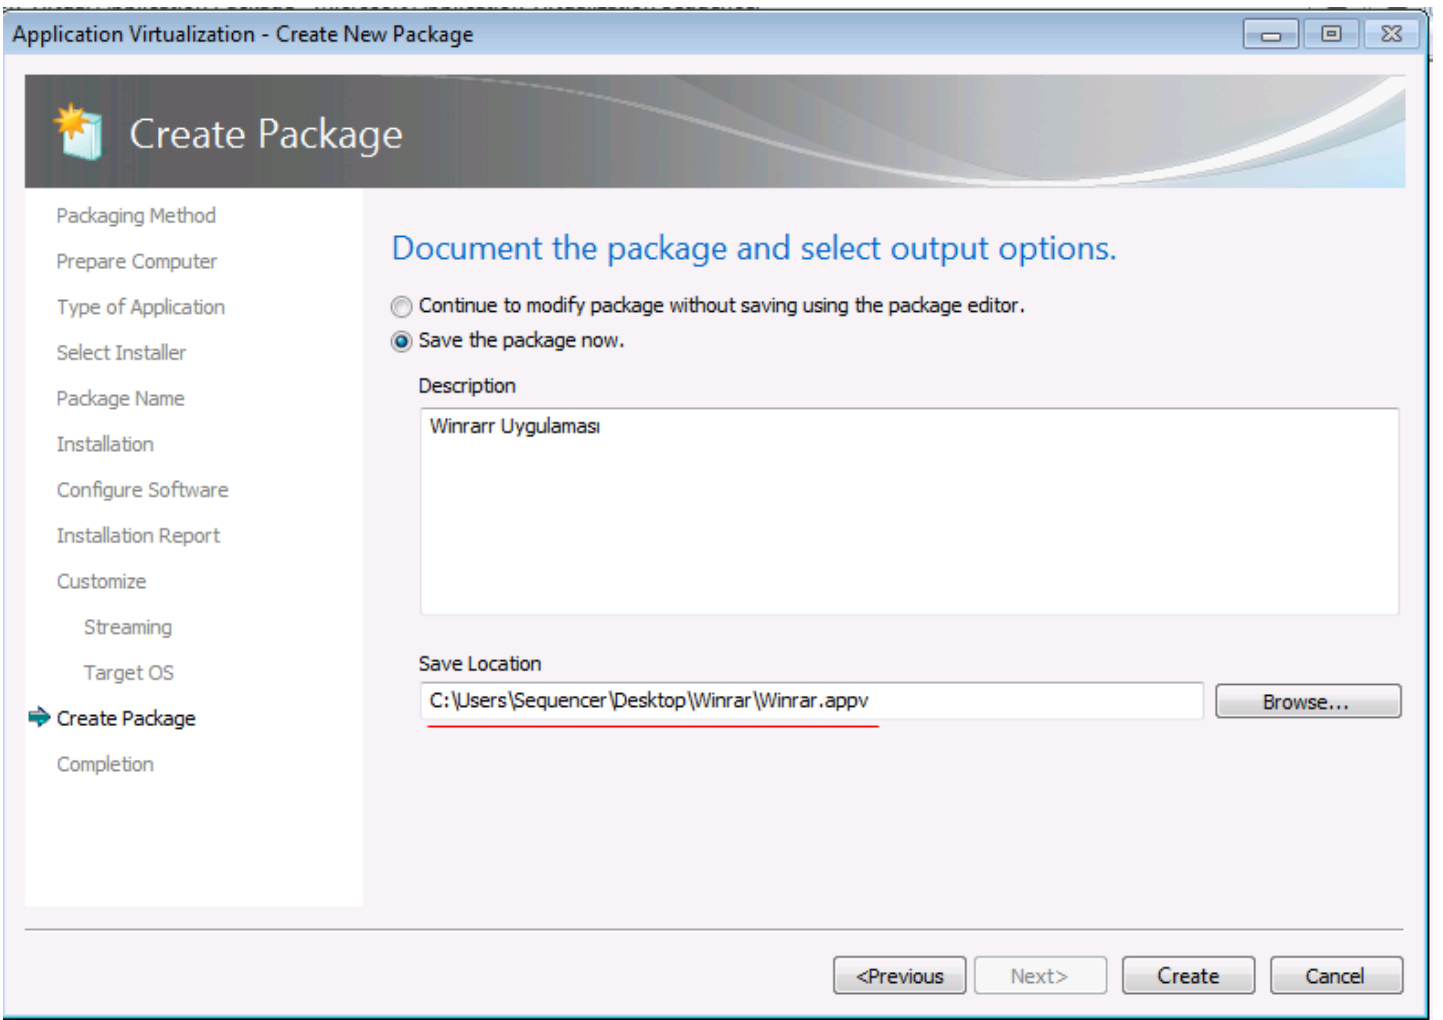 Application Virtualization - Create New Package
Create Package
Packaging Method
Prepare Computer
Type of Application
Select Installer
Package Name
Installation
Configure Software
Installation Report
Customize
Streaming
Target OS
Create Package
Completion
Document the package and select output options.
Continue to modify package without saving using the package editor.
Save the package now.
Description
Winrarr Uygulaması
Save Location
C:\Users\Sequencer\Desktop\Winrar\Winrar.appv
Browse...
<Previous
Next>
Create
Cancel